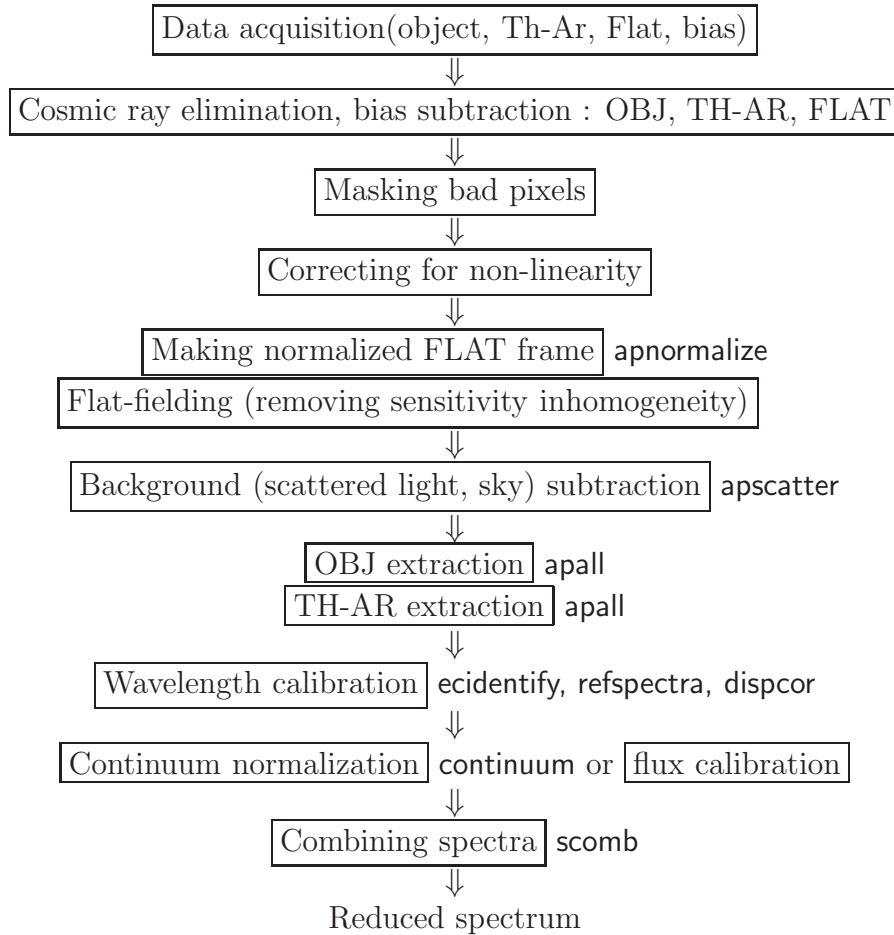 Data acquisition(object, Th-Ar, Flat, bias)
⇓
Cosmic ray elimination, bias subtraction : OBJ, TH-AR, FLAT
⇓
Masking bad pixels
⇓
Correcting for non-linearity
⇓
Making normalized FLAT frame apnormalize
Flat-fielding (removing sensitivity inhomogeneity)
⇓
Background (scattered light, sky) subtraction apscatter
⇓
OBJ extraction apall
TH-AR extraction apall
⇓
Wavelength calibration ecidentify, refspectra, dispcor
⇓
Continuum normalization continuum or flux calibration
⇓
Combining spectra scomb
⇓
Reduced spectrum